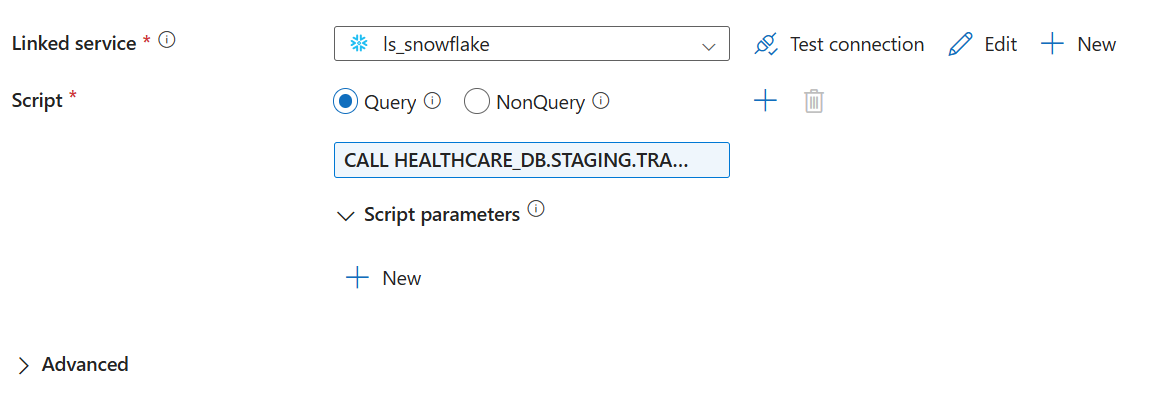 Linked service * ls_snowflake Test connection Edit New
Script * Query NonQuery
CALL HEALTHCARE_DB.STAGING.TRA...
Script parameters
New
Advanced